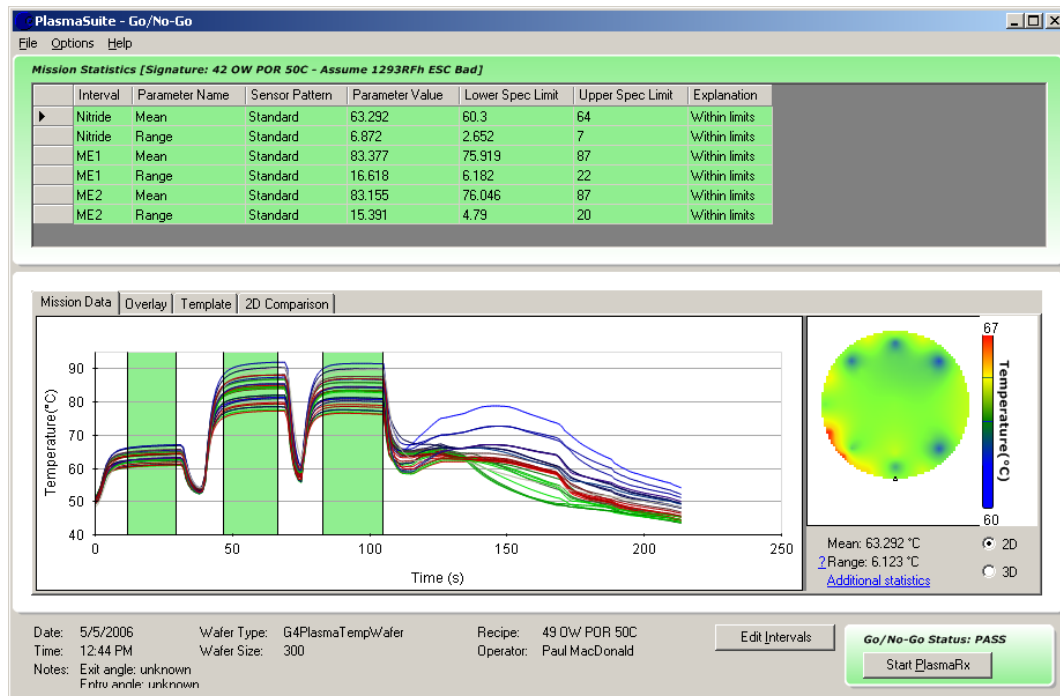 PlasmaSuite - Go/No-Go
File Options Help
Mission Statistics [Signature: 42 OW POR 50C - Assume 1293RFh ESC Bad]
Interval Parameter Name Sensor Pattern Parameter Value Lower Spec Limit Upper Spec Limit Explanation
Nitride Mean Standard 63.292 60.3 64 Within limits
Nitride Range Standard 6.872 2.652 7 Within limits
ME1 Mean Standard 83.377 75.919 87 Within limits
ME1 Range Standard 16.618 6.182 22 Within limits
ME2 Mean Standard 83.155 76.046 87 Within limits
ME2 Range Standard 15.391 4.79 20 Within limits
Mission Data Overlay Template 2D Comparison
Temperature(°C)
90
80
70
60
50
40
0 50 100 150 200 250
Time (s)
67
Temperature(°C)
60
Mean: 63.292 °C
? Range: 6.123 °C
Additional statistics
2D
3D
Date: 5/5/2006 Wafer Type: G4PlasmaTempWafer Recipe: 49 OW POR 50C
Time: 12:44 PM Wafer Size: 300 Operator: Paul MacDonald
Notes: Exit angle: unknown
Entry angle: unknown
Edit Intervals
Go/No-Go Status: PASS
Start PlasmaRx